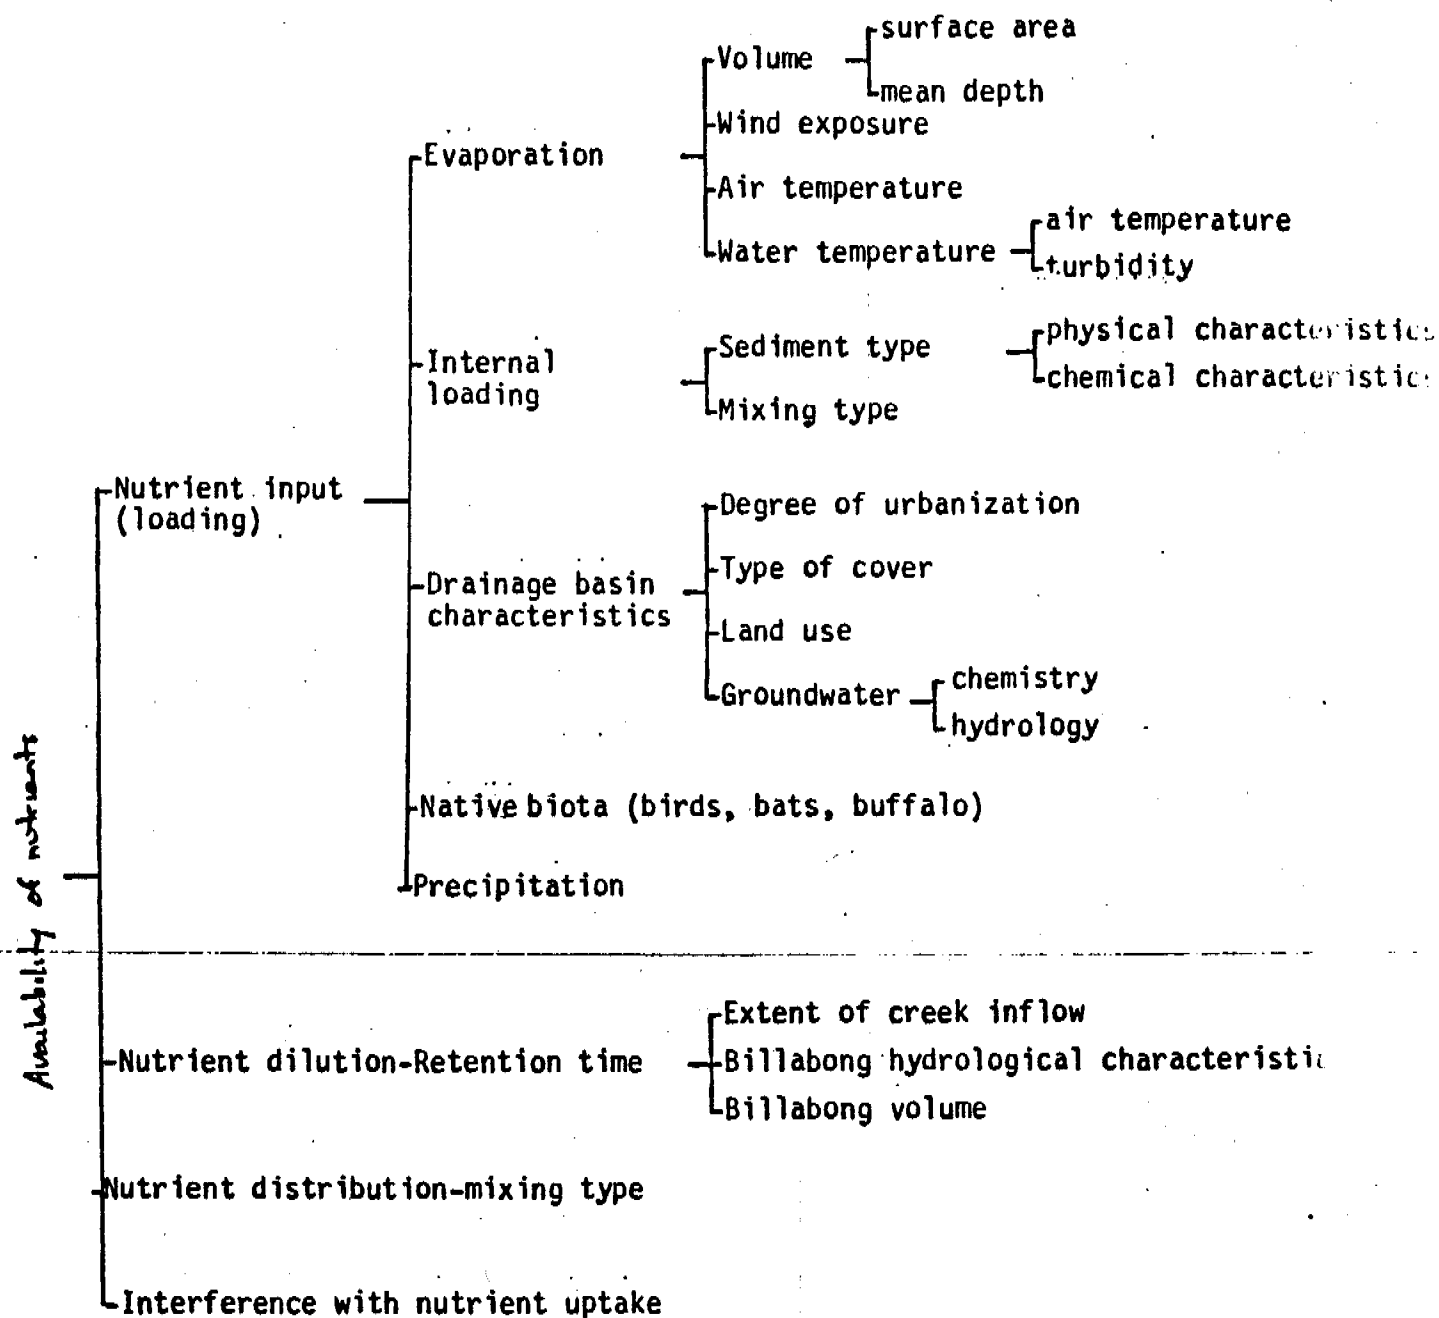 surface area
Volume
mean depth
Wind exposure
Evaporation
Air temperature
air temperature
Water temperature
turbidity
physical characteristics
Sediment type
Internal
loading
chemical characteristic
Mixing type
Nutrient input
(loading)
Degree of urbanization
Type of cover
Drainage basin
characteristics
Land use
Groundwater
chemistry
hydrology
Native biota (birds, bats, buffalo)
Precipitation
Availability of nutrients
Extent of creek inflow
Nutrient dilution-Retention time
Billabong hydrological characteristi
Billabong volume
Nutrient distribution-mixing type
Interference with nutrient uptake